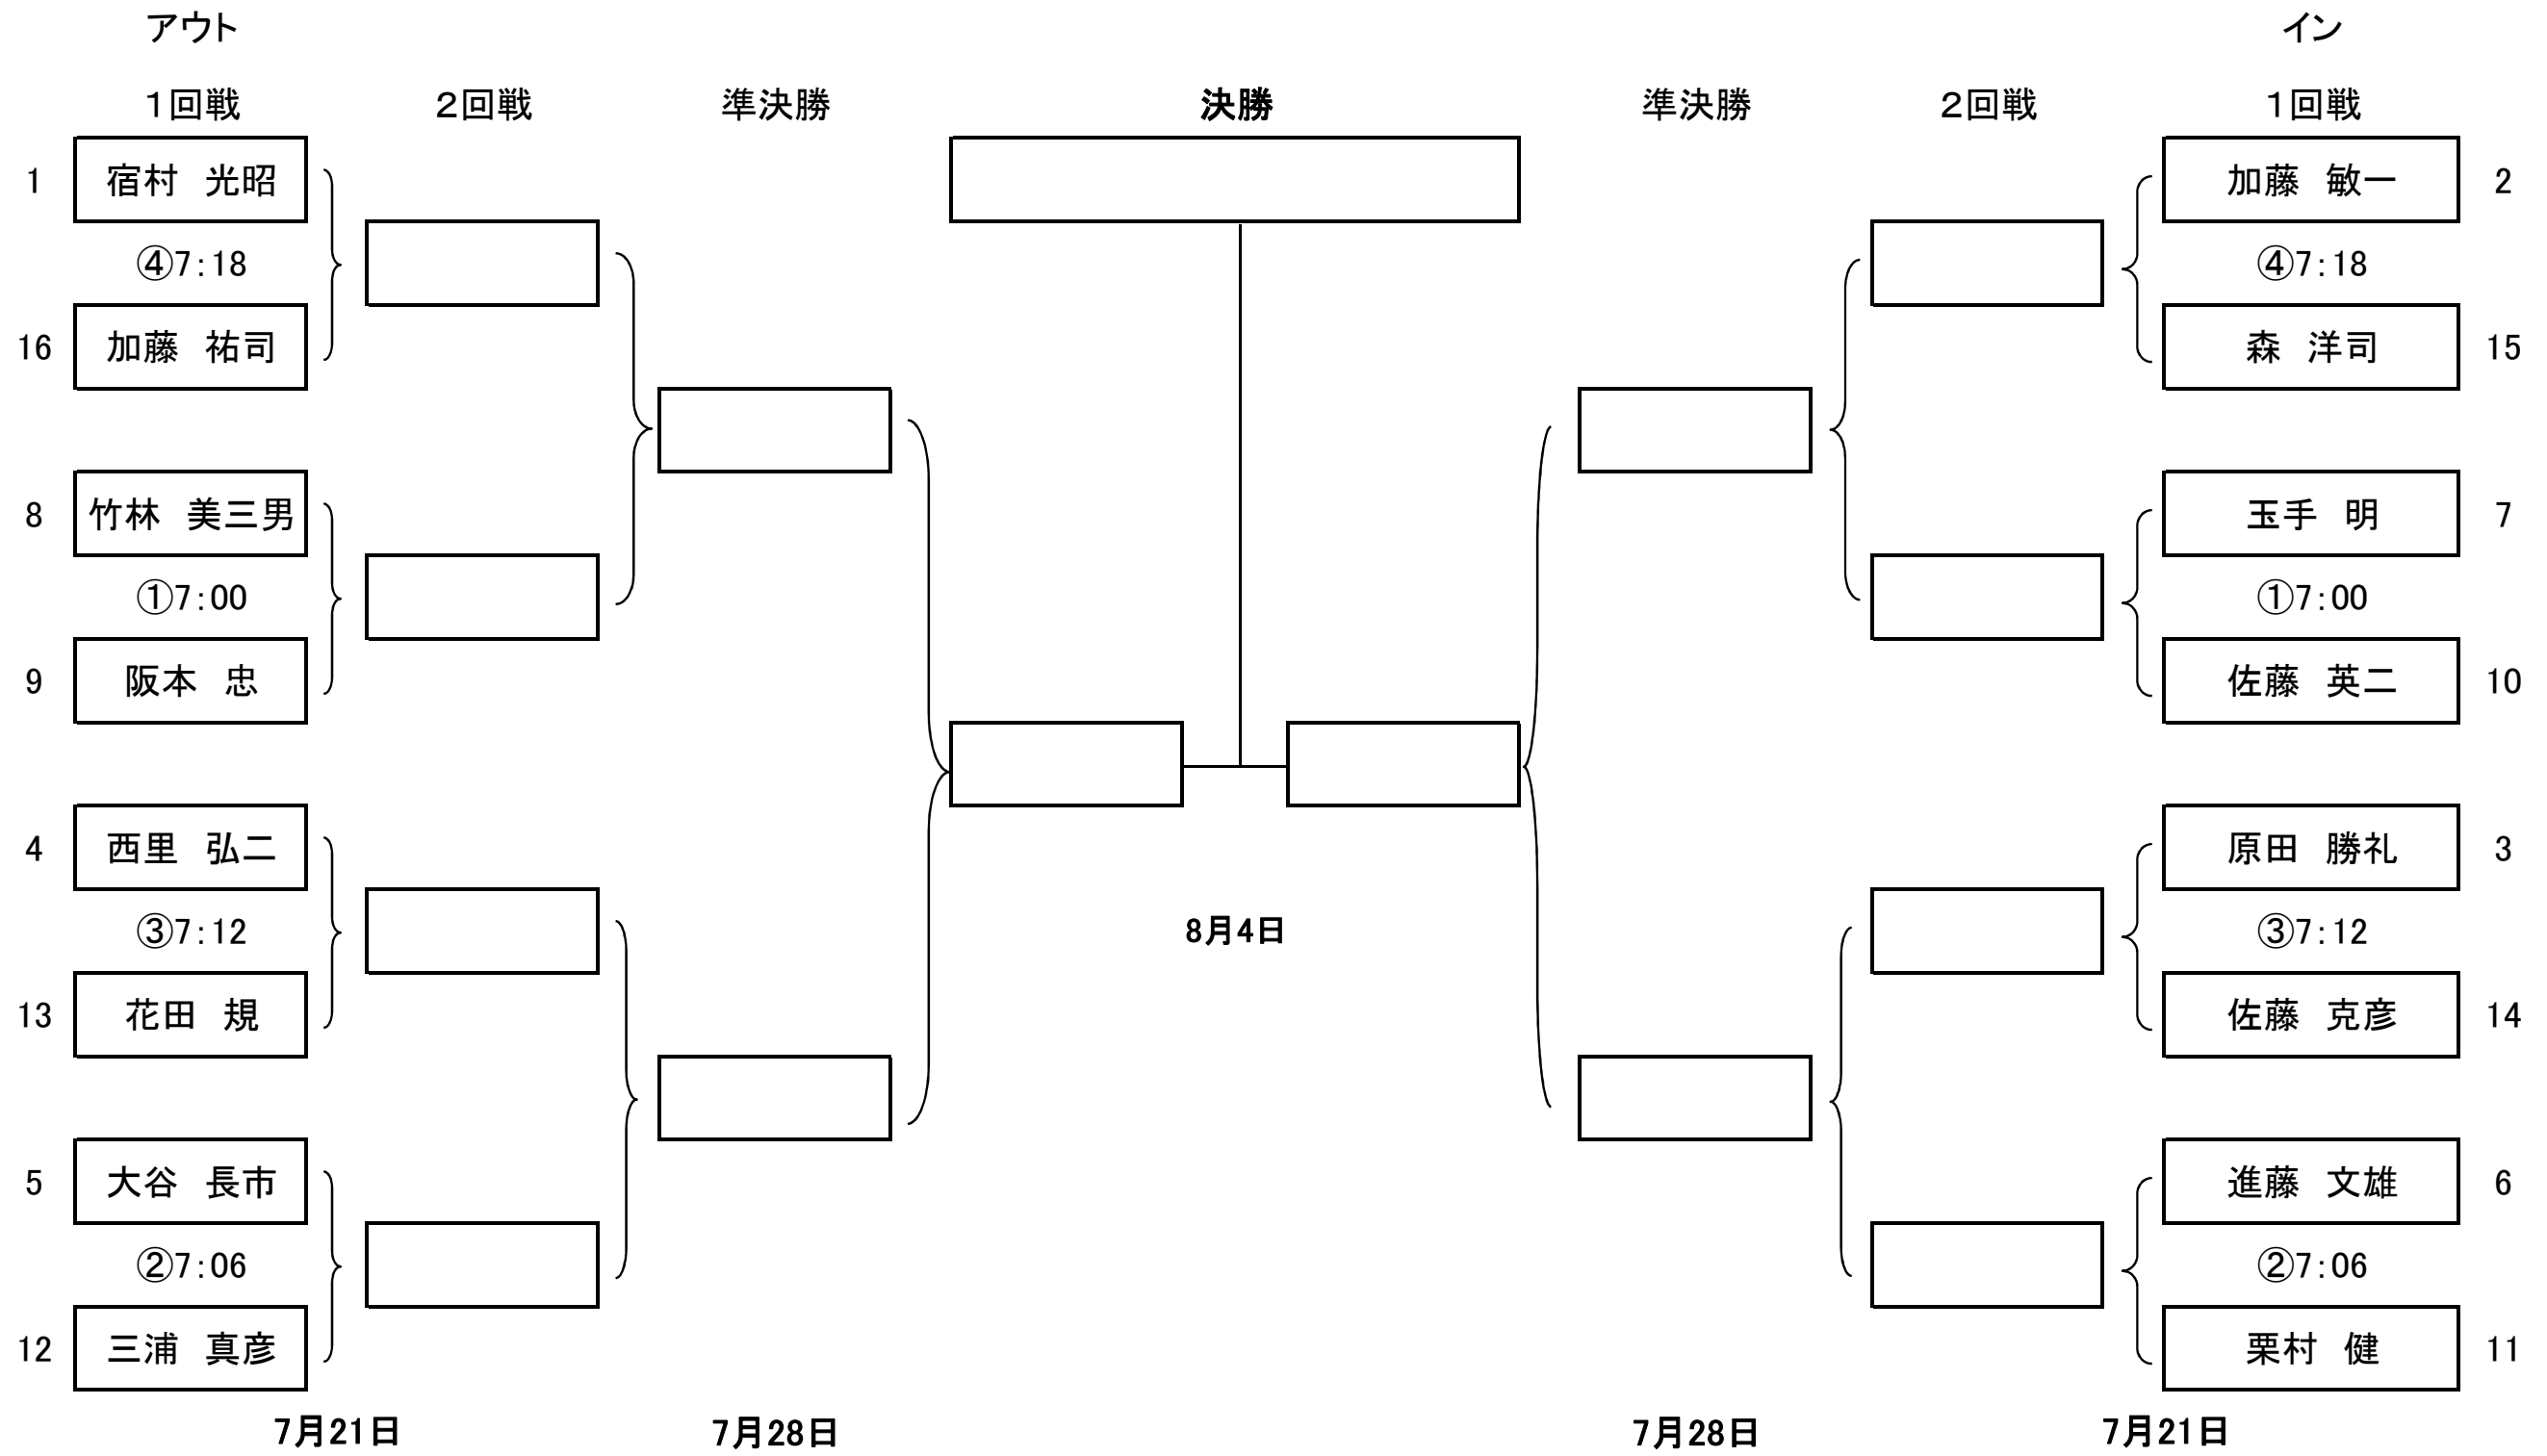 アウト
イン
1回戦
2回戦
準決勝
決勝
準決勝
2回戦
1回戦
1 宿村 光昭
④7:18
16 加藤 祐司
8 竹林 美三男
①7:00
9 阪本 忠
4 西里 弘二
③7:12
13 花田 規
5 大谷 長市
②7:06
12 三浦 真彦
8月4日
加藤 敏一 2
④7:18
森 洋司 15
玉手 明 7
①7:00
佐藤 英二 10
原田 勝礼 3
③7:12
佐藤 克彦 14
進藤 文雄 6
②7:06
栗村 健 11
7月21日
7月28日
7月28日
7月21日